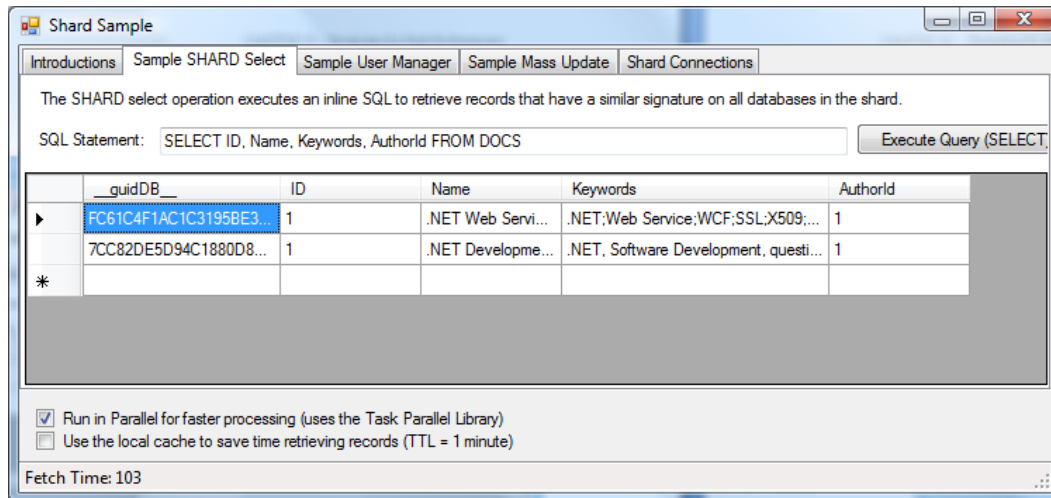 Shard Sample
Introductions Sample SHARD Select Sample User Manager Sample Mass Update Shard Connections
The SHARD select operation executes an inline SQL to retrieve records that have a similar signature on all databases in the shard.
SQL Statement: SELECT ID, Name, Keywords, AuthorId FROM DOCS Execute Query (SELECT)
__guidDB__ ID Name Keywords AuthorId
FC61C4F1AC1C3195BE3... 1 .NET Web Servi... .NET;Web Service;WCF;SSL;X509;... 1
7CC82DE5D94C1880D8... 1 .NET Developme... .NET, Software Development, questi... 1
Run in Parallel for faster processing (uses the Task Parallel Library)
Use the local cache to save time retrieving records (TTL = 1 minute)
Fetch Time: 103